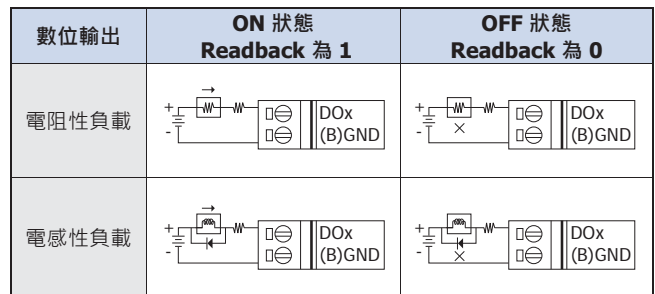 數位輸出
ON 狀態
Readback 為 1
OFF 狀態
Readback 為 0
電阻性負載
+
-
DOx
(B)GND
+
-
DOx
(B)GND
電感性負載
+
-
DOx
(B)GND
+
-
DOx
(B)GND